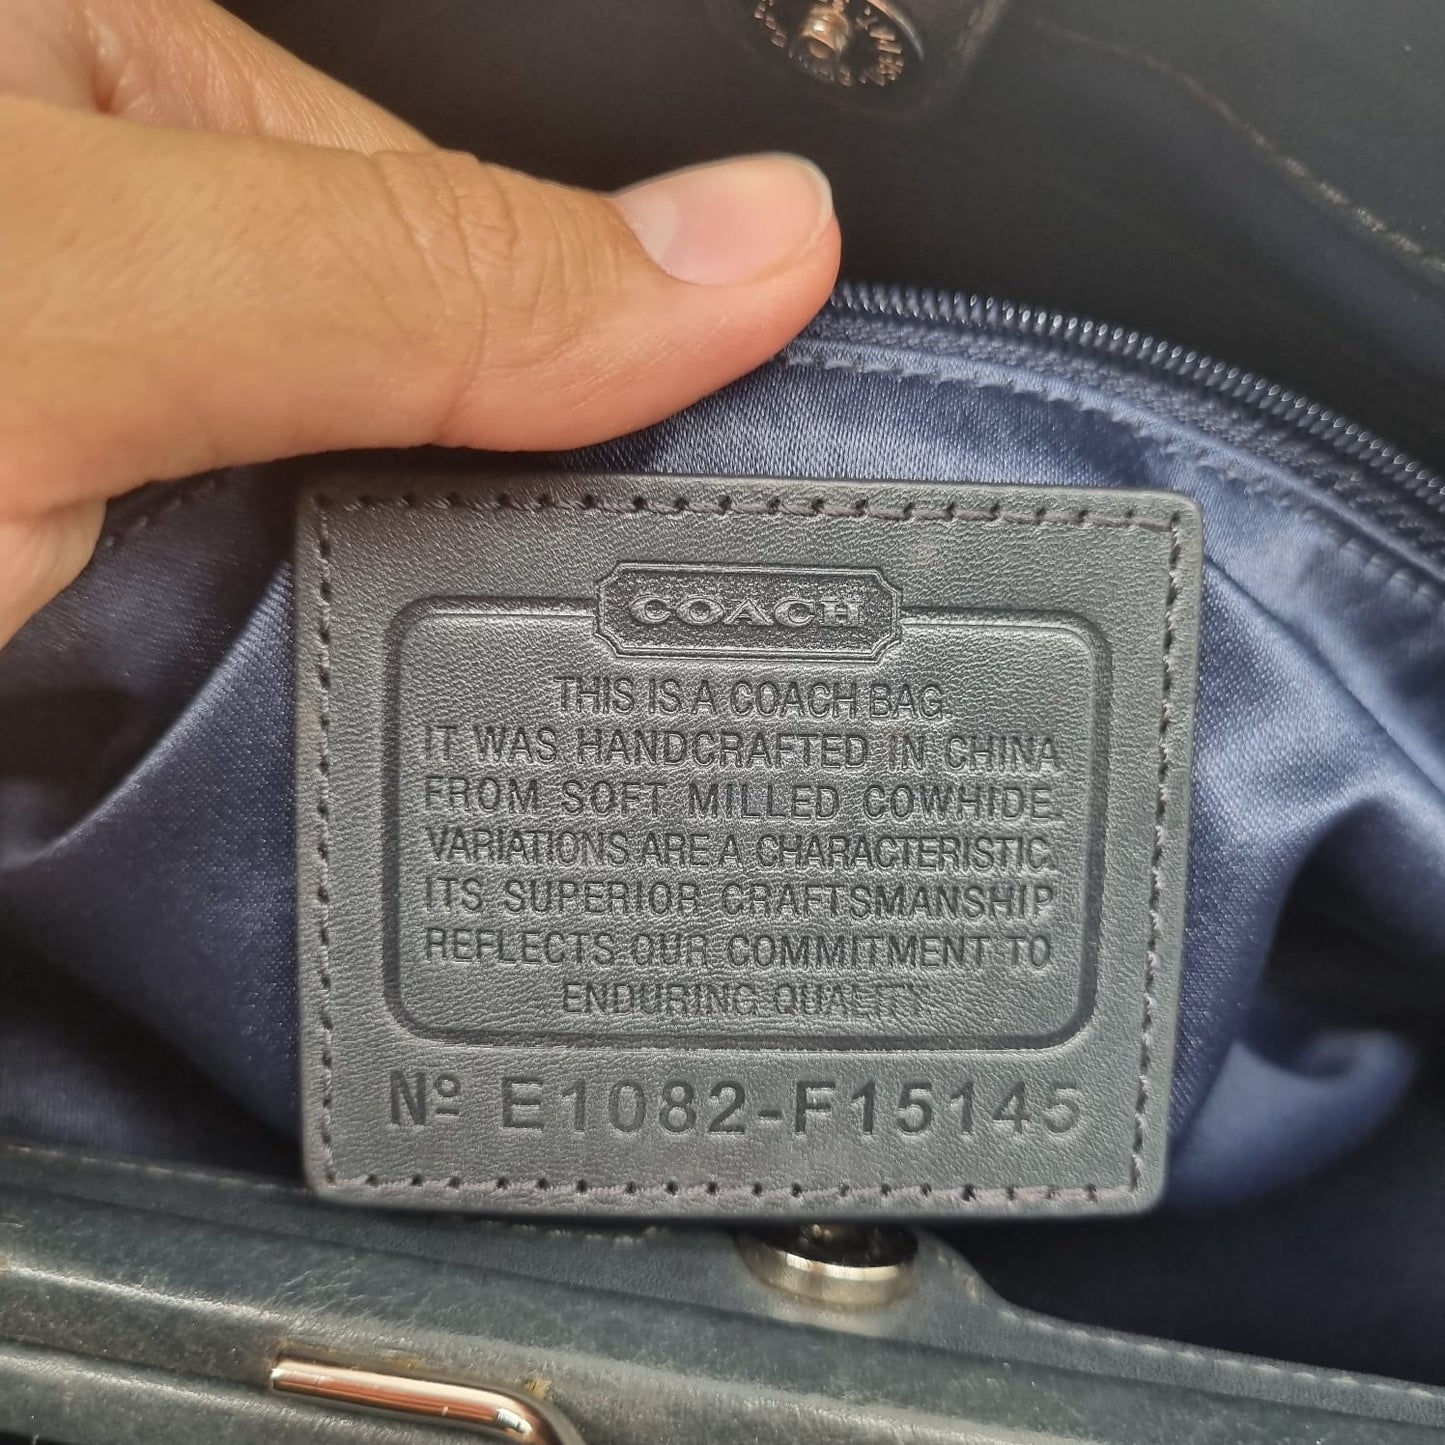 COACH
THIS IS A COACH BAG.
IT WAS HANDCRAFTED IN CHINA
FROM SOFT MILLED COWHIDE.
VARIATIONS ARE A CHARACTERISTIC.
ITS SUPERIOR CRAFTSMANSHIP
REFLECTS OUR COMMITMENT TO
ENDURING QUALITY.
Nº E1082-F15145